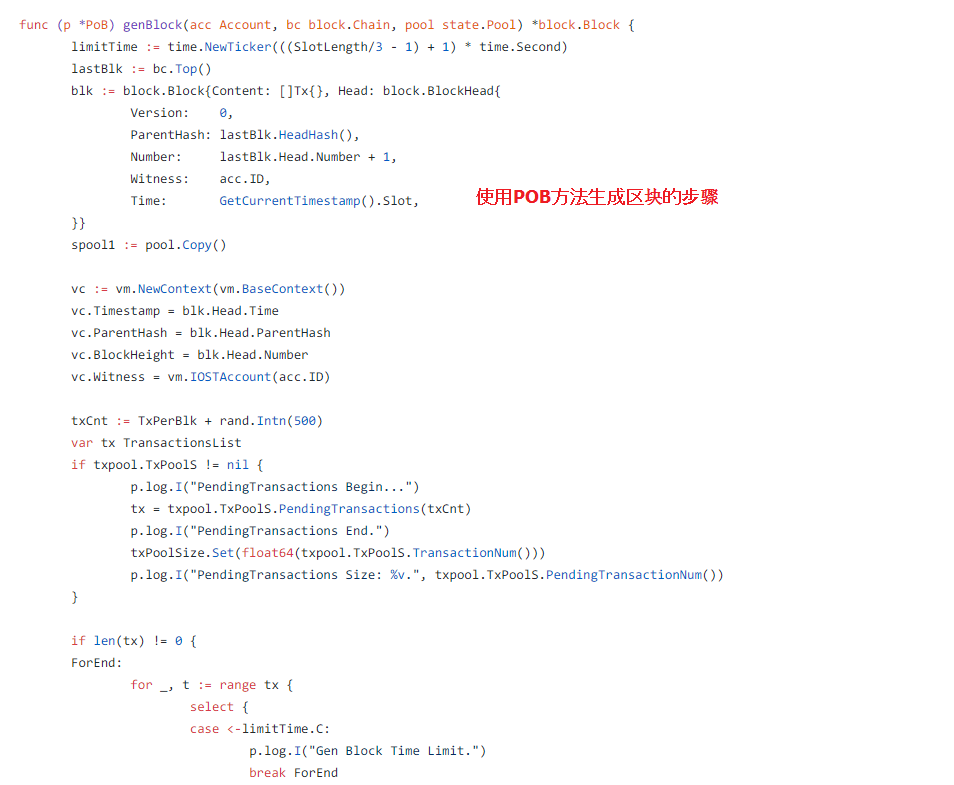 func (p *PoB) genBlock(acc Account, bc block.Chain, pool state.Pool) *block.Block {
limitTime := time.NewTicker(((SlotLength/3 - 1) + 1) * time.Second)
lastBlk := bc.Top()
blk := block.Block{Content: []Tx{}, Head: block.BlockHead{
Version: 0,
ParentHash: lastBlk.HeadHash(),
Number: lastBlk.Head.Number + 1,
Witness: acc.ID,
Time: GetCurrentTimestamp().Slot,
使用POB方法生成区块的步骤
}}
spool1 := pool.Copy()
vc := vm.NewContext(vm.BaseContext())
vc.Timestamp = blk.Head.Time
vc.ParentHash = blk.Head.ParentHash
vc.BlockHeight = blk.Head.Number
vc.Witness = vm.IOSTAccount(acc.ID)
txCnt := TxPerBlk + rand.Intn(500)
var tx TransactionsList
if txpool.TxPoolS != nil {
p.log.I("PendingTransactions Begin...")
tx = txpool.TxPoolS.PendingTransactions(txCnt)
p.log.I("PendingTransactions End.")
txPoolSize.Set(float64(txpool.TxPoolS.TransactionNum()))
p.log.I("PendingTransactions Size: %v.", txpool.TxPoolS.PendingTransactionNum())
}
if len(tx) != 0 {
ForEnd:
for _, t := range tx {
select {
case <-limitTime.C:
p.log.I("Gen Block Time Limit.")
break ForEnd